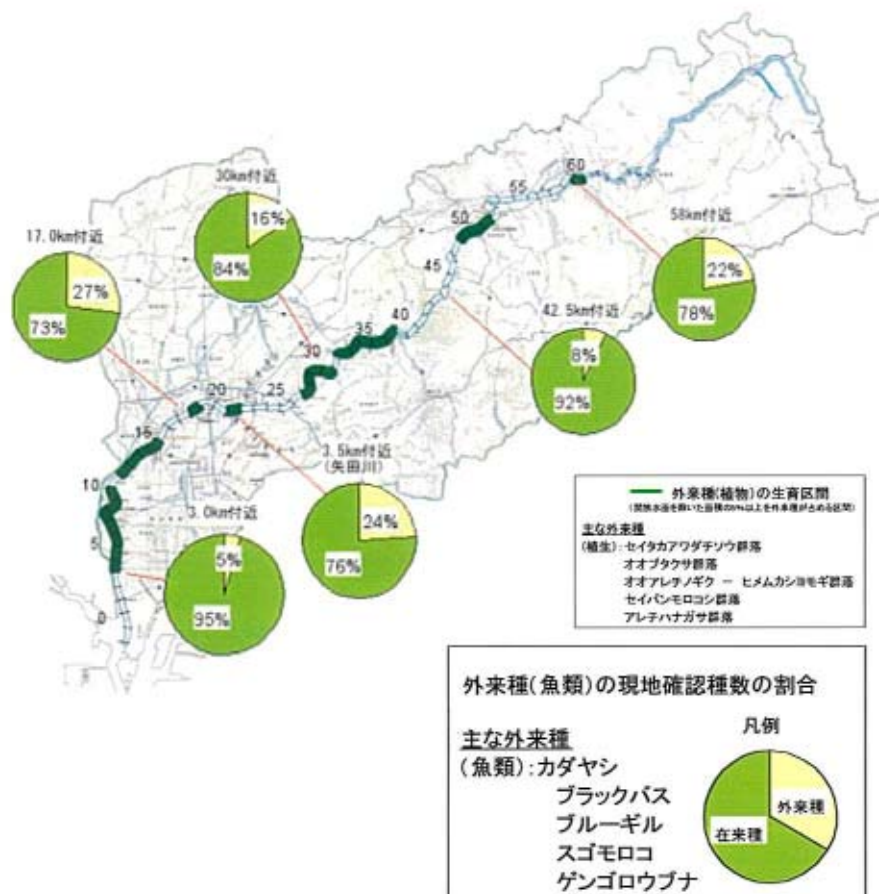 30km付近
16%
84%
17.0km付近
27%
73%
60
55
50
45
40
35
30
25
20
15
10
5
0
58km付近
22%
78%
42.5km付近
8%
92%
3.5km付近
(矢田川)
24%
76%
3.0km付近
5%
95%
外来種(植物)の生育区間
主な外来種
(植生):セイタカアワダチソウ群落
オオブタクサ群落
オオアレチノギク － ヒメムカシヨモギ群落
セイバンモロコシ群落
アレチハナガサ群落
外来種(魚類)の現地確認種数の割合
主な外来種
(魚類):カダヤシ
ブラックバス
ブルーギル
スゴモロコ
ゲンゴロウブナ
凡例
外来種
在来種